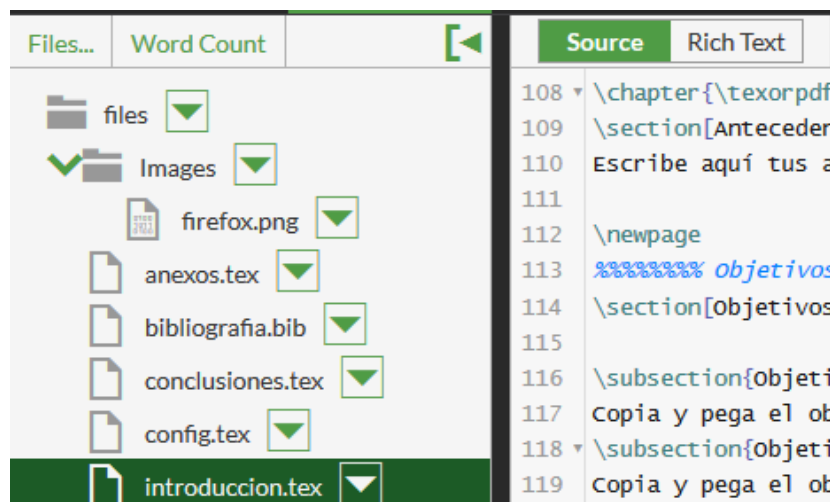 Files...
Word Count
files
Images
firefox.png
anexos.tex
bibliografia.bib
conclusiones.tex
config.tex
introduccion.tex
Source
Rich Text
108 \chapter{\texorpdf
109 \section[Anteceder
110 Escribe aquí tus a
111
112 \newpage
113 %%%%%%%% Objetivos
114 \section[Objetivos
115
116 \subsection{Objeti
117 Copia y pega el ob
118 \subsection{Objeti
119 Copia y pega el ob